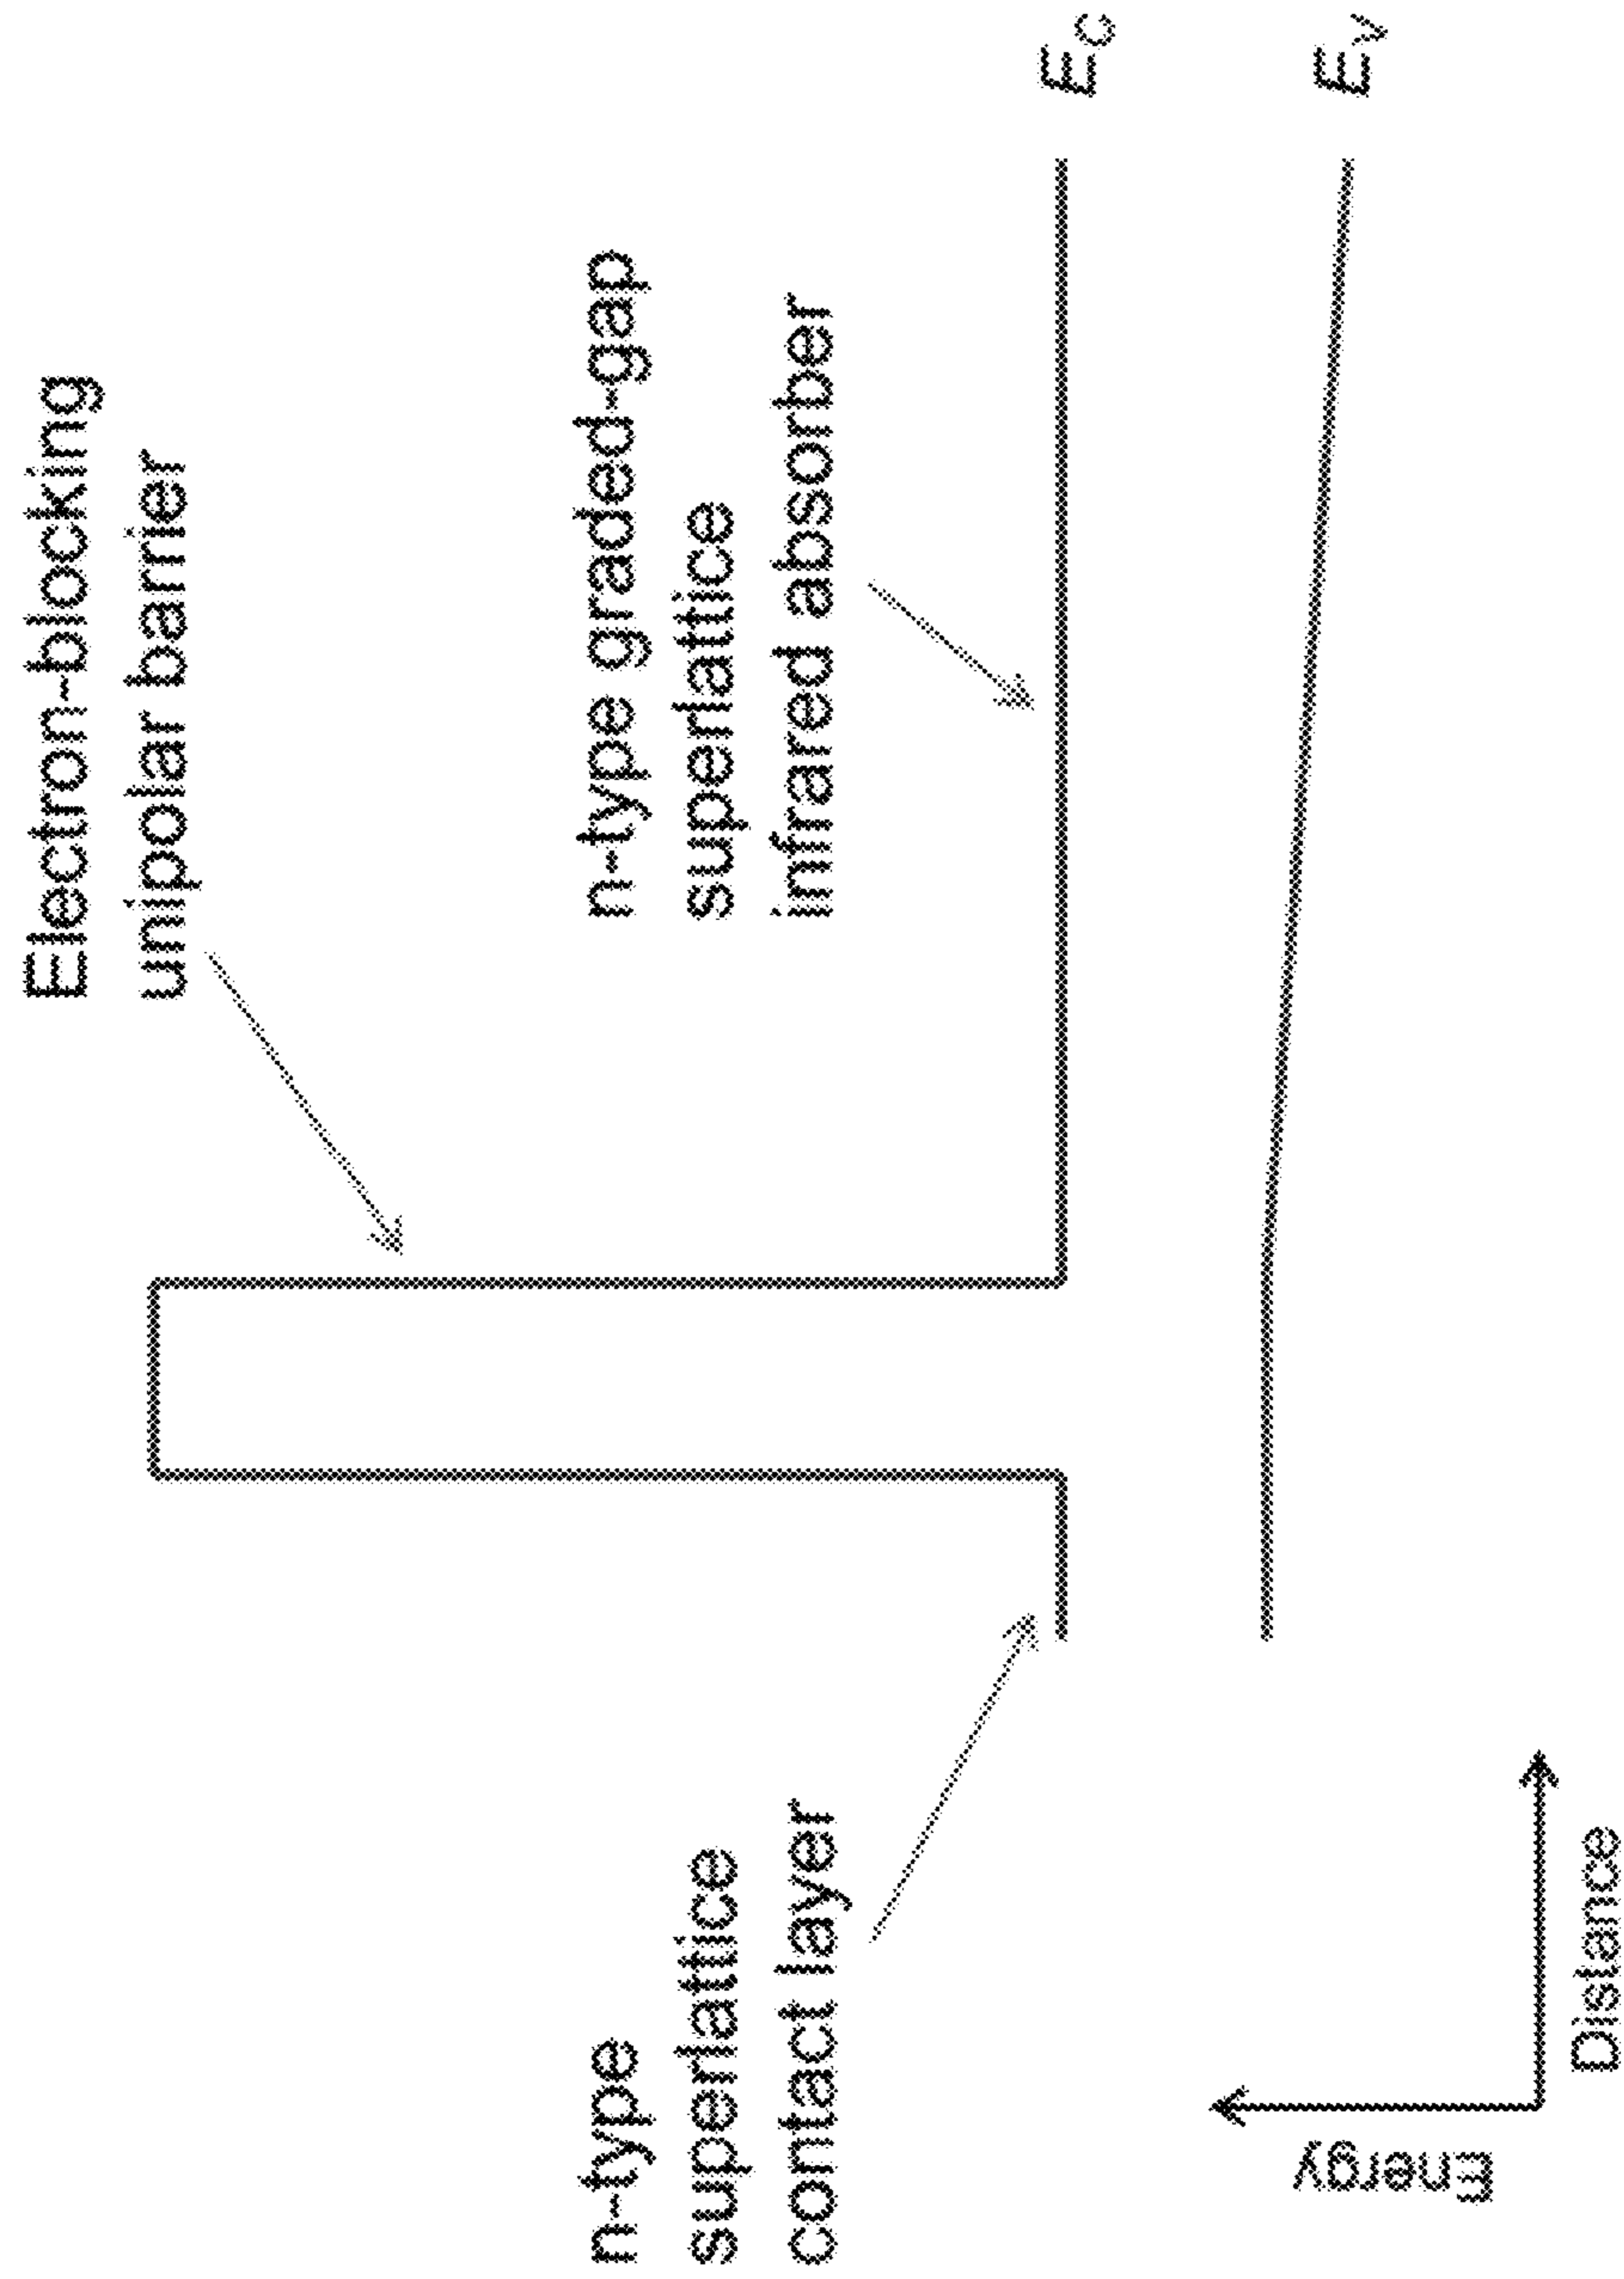 Electron-blocking
unipolar barrier
n-type
superlattice
contact layer
n-type graded-gap
superlattice
infrared absorber
EC
EV
Energy
Distance